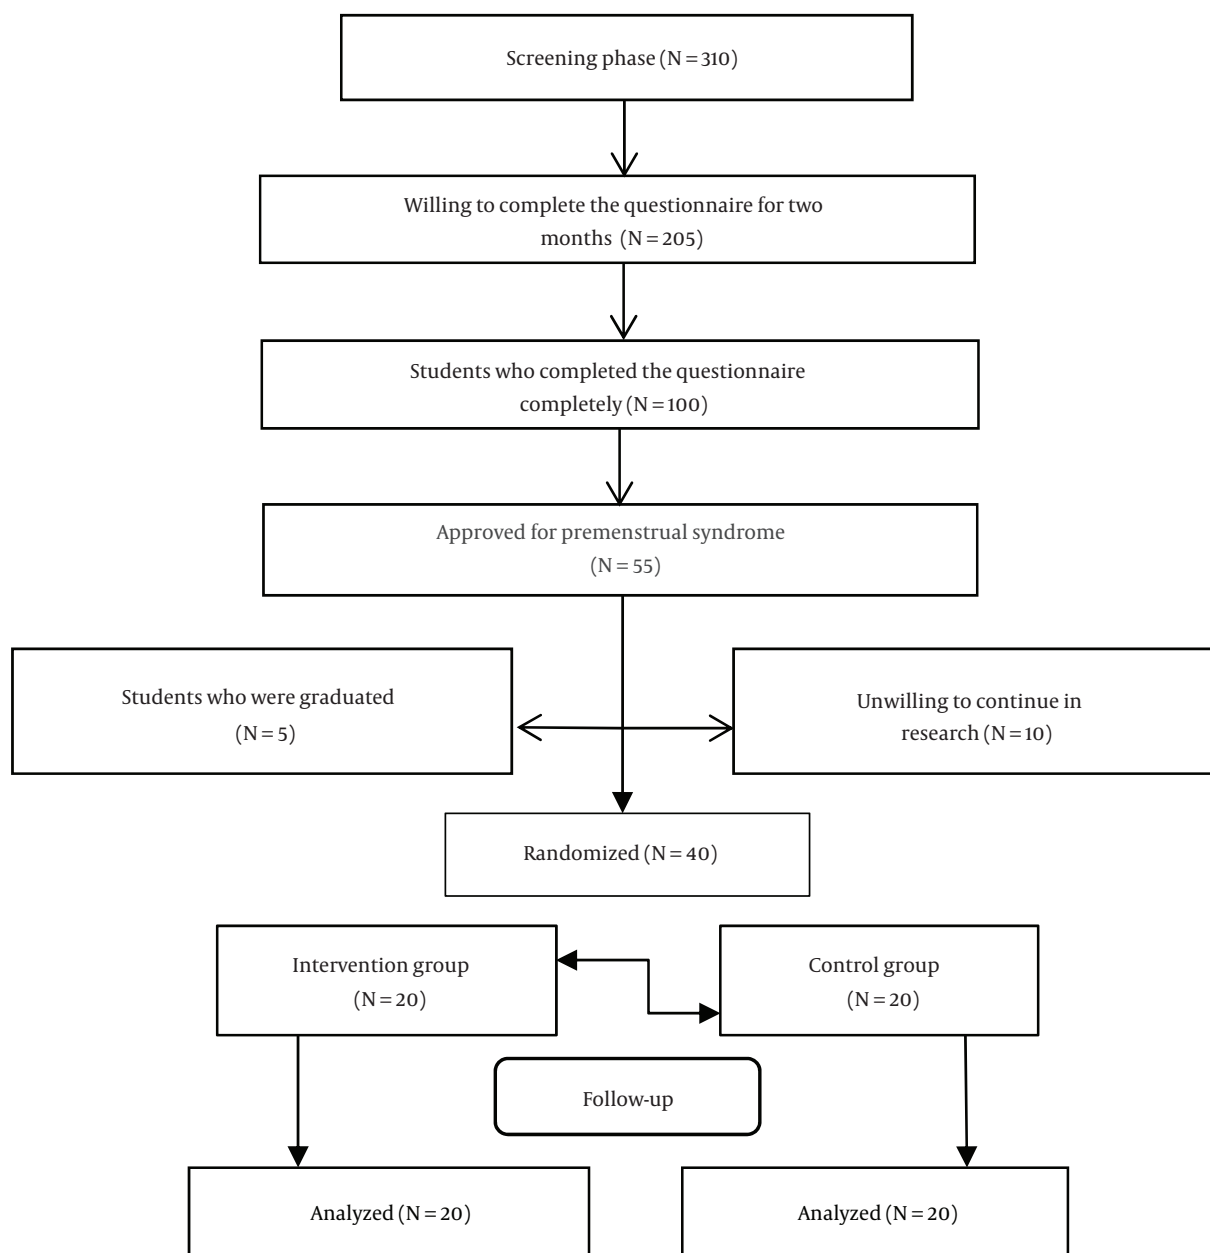 Screening phase (N = 310)
Willing to complete the questionnaire for two
months (N = 205)
Students who completed the questionnaire
completely (N = 100)
Approved for premenstrual syndrome
(N = 55)
Students who were graduated
(N = 5)
Unwilling to continue in
research (N = 10)
Randomized (N = 40)
Intervention group
(N = 20)
Control group
(N = 20)
Follow-up
Analyzed (N = 20)
Analyzed (N = 20)